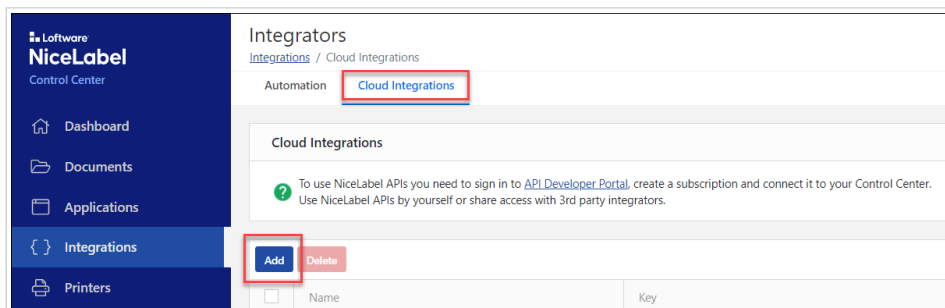 Loftware
NiceLabel
Control Center
Dashboard
Documents
Applications
{ } Integrations
Printers
Integrators
Integrations / Cloud Integrations
Automation Cloud Integrations
Cloud Integrations
To use NiceLabel APIs you need to sign in to API Developer Portal, create a subscription and connect it to your Control Center.
Use NiceLabel APIs by yourself or share access with 3rd party integrators.
Add Delete
Name Key